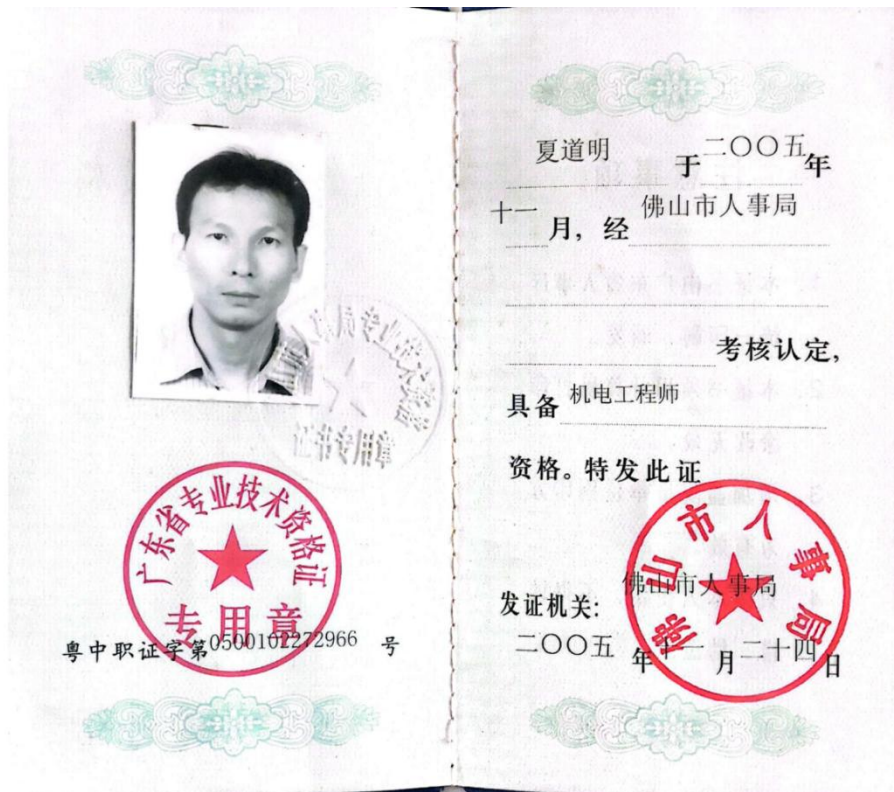 广东省专业技术资格证
专用章
粤中职证字第0500102272966 号
夏道明 于二〇〇五年
十一月，经 佛山市人事局
考核认定，
具备 机电工程师
资格。特发此证
佛山市人事局
发证机关： 佛山市人事局
二〇〇五年十一月二十四日